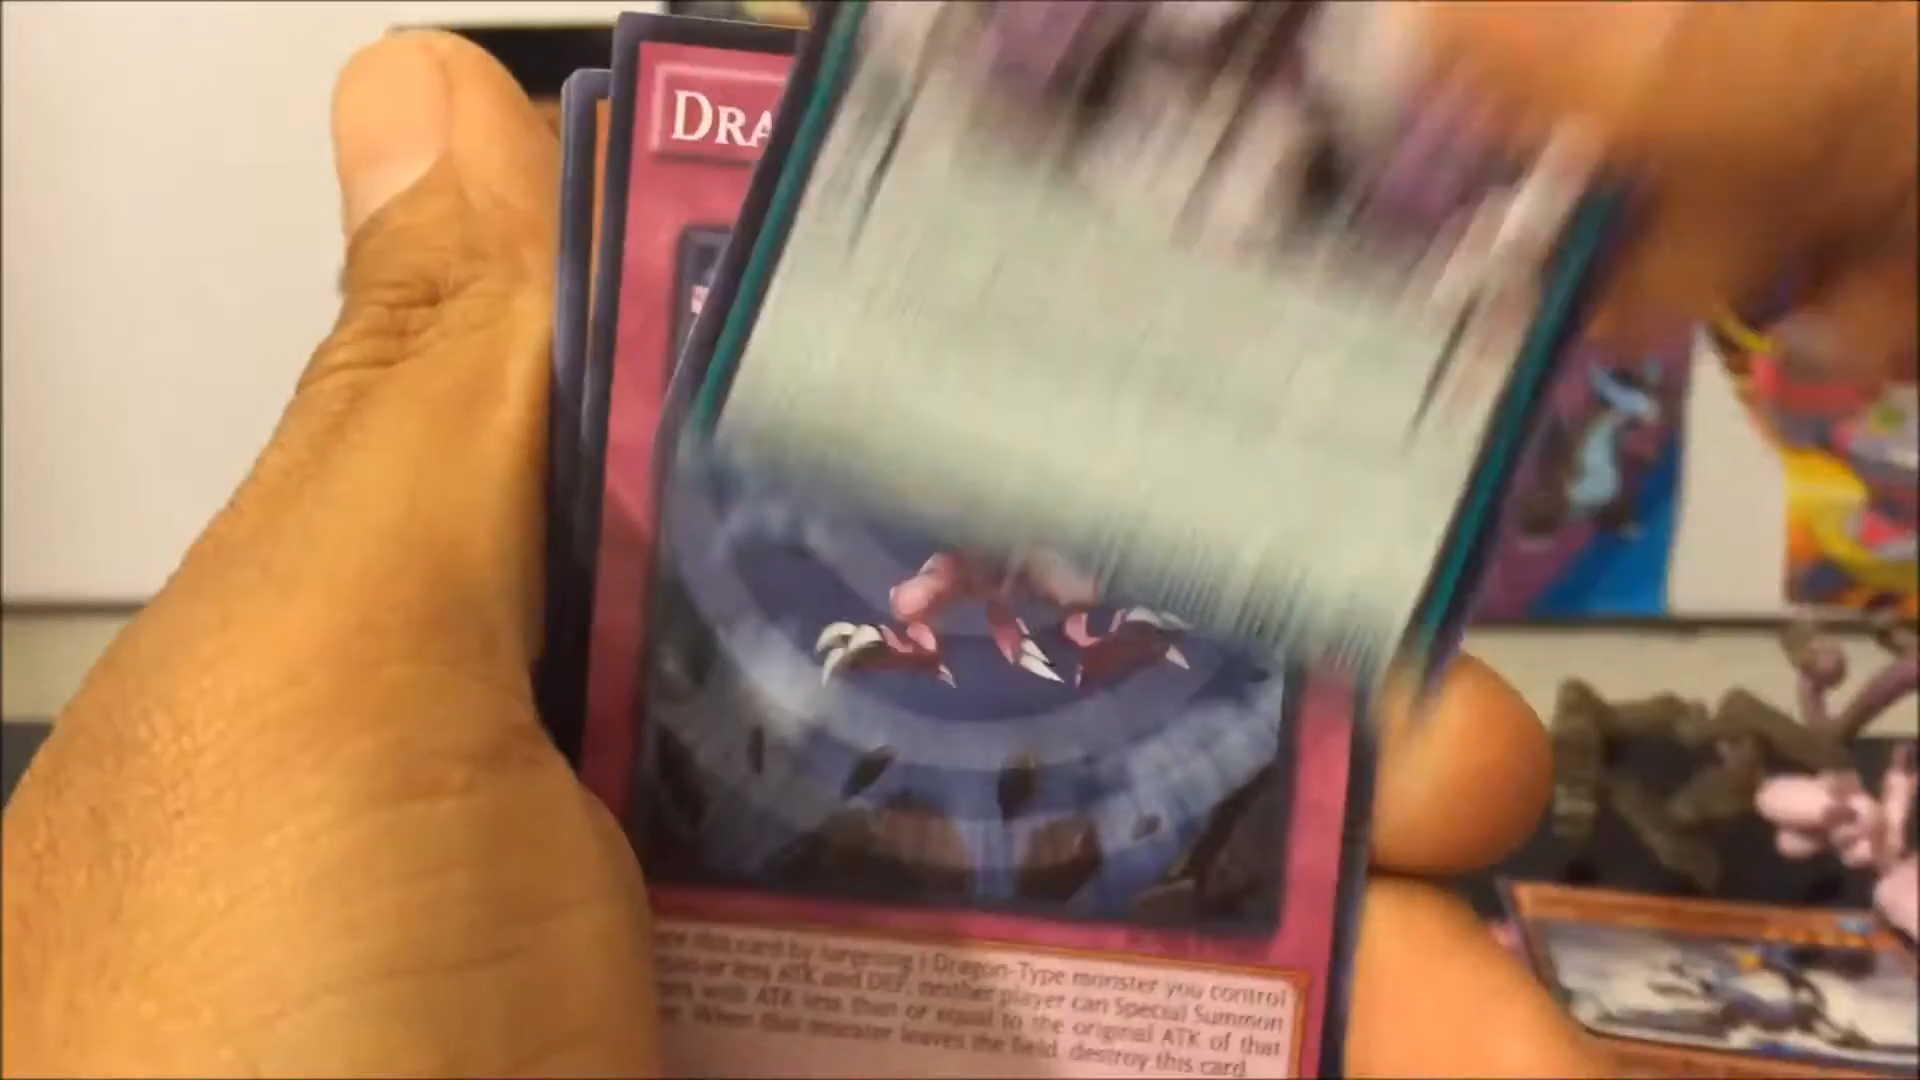 DRA
this card by targeting 1 Dragon-Type monster you control
or less ATK and DEF, neither player can Special Summon
with ATK less than or equal to the original ATK of that
When that monster leaves the field, destroy this card.